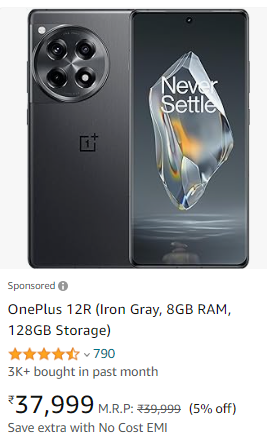 Never
Settle
Sponsored
OnePlus 12R (Iron Gray, 8GB RAM,
128GB Storage)
790
3K+ bought in past month
₹37,999 M.R.P: ₹39,999 (5% off)
Save extra with No Cost EMI